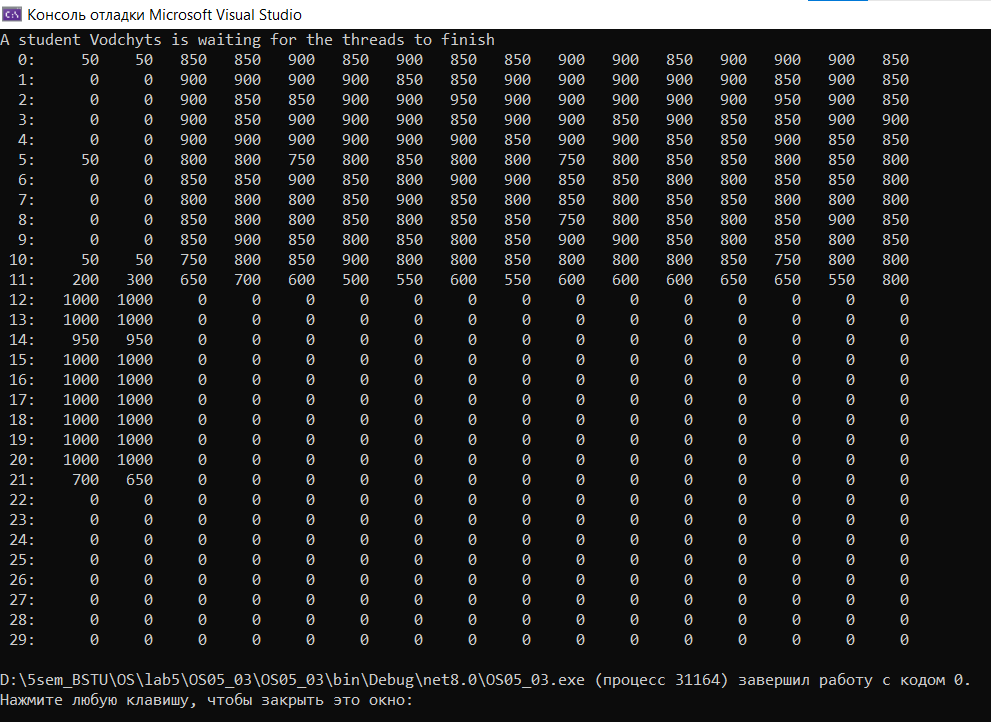 Консоль отладки Microsoft Visual Studio
A student Vodchyts is waiting for the threads to finish
0: 50 50 850 850 900 850 900 850 850 900 900 850 900 900 900 850
1: 0 0 900 900 900 900 850 850 900 900 900 900 900 850 850 850
2: 0 0 900 850 850 900 900 950 900 900 900 900 900 950 900 850
3: 0 0 900 850 900 900 900 850 900 900 850 900 850 850 900 900
4: 0 0 900 900 900 900 900 900 850 900 900 850 850 900 850 850
5: 50 0 800 800 750 800 850 800 800 750 800 850 850 800 850 800
6: 0 0 850 850 900 850 800 900 900 850 850 800 800 850 850 800
7: 0 0 800 800 800 850 900 850 800 850 800 850 850 800 800 800
8: 0 0 850 800 800 850 800 850 850 750 800 850 800 850 900 850
9: 0 0 850 900 850 800 850 800 850 900 900 850 800 850 800 850
10: 50 50 750 800 850 900 800 800 850 800 800 800 850 750 800 800
11: 200 300 650 700 600 500 550 600 550 600 600 600 650 650 550 800
12: 1000 1000 0 0 0 0 0 0 0 0 0 0 0 0 0 0
13: 1000 1000 0 0 0 0 0 0 0 0 0 0 0 0 0 0
14: 950 950 0 0 0 0 0 0 0 0 0 0 0 0 0 0
15: 1000 1000 0 0 0 0 0 0 0 0 0 0 0 0 0 0
16: 1000 1000 0 0 0 0 0 0 0 0 0 0 0 0 0 0
17: 1000 1000 0 0 0 0 0 0 0 0 0 0 0 0 0 0
18: 1000 1000 0 0 0 0 0 0 0 0 0 0 0 0 0 0
19: 1000 1000 0 0 0 0 0 0 0 0 0 0 0 0 0 0
20: 1000 1000 0 0 0 0 0 0 0 0 0 0 0 0 0 0
21: 700 650 0 0 0 0 0 0 0 0 0 0 0 0 0 0
22: 0 0 0 0 0 0 0 0 0 0 0 0 0 0 0 0
23: 0 0 0 0 0 0 0 0 0 0 0 0 0 0 0 0
24: 0 0 0 0 0 0 0 0 0 0 0 0 0 0 0 0
25: 0 0 0 0 0 0 0 0 0 0 0 0 0 0 0 0
26: 0 0 0 0 0 0 0 0 0 0 0 0 0 0 0 0
27: 0 0 0 0 0 0 0 0 0 0 0 0 0 0 0 0
28: 0 0 0 0 0 0 0 0 0 0 0 0 0 0 0 0
29: 0 0 0 0 0 0 0 0 0 0 0 0 0 0 0 0
D:\5sem_BSTU\OS\lab5\OS05_03\OS05_03\bin\Debug\net8.0\OS05_03.exe (процесс 31164) завершил работу с кодом 0.
Нажмите любую клавишу, чтобы закрыть это окно: